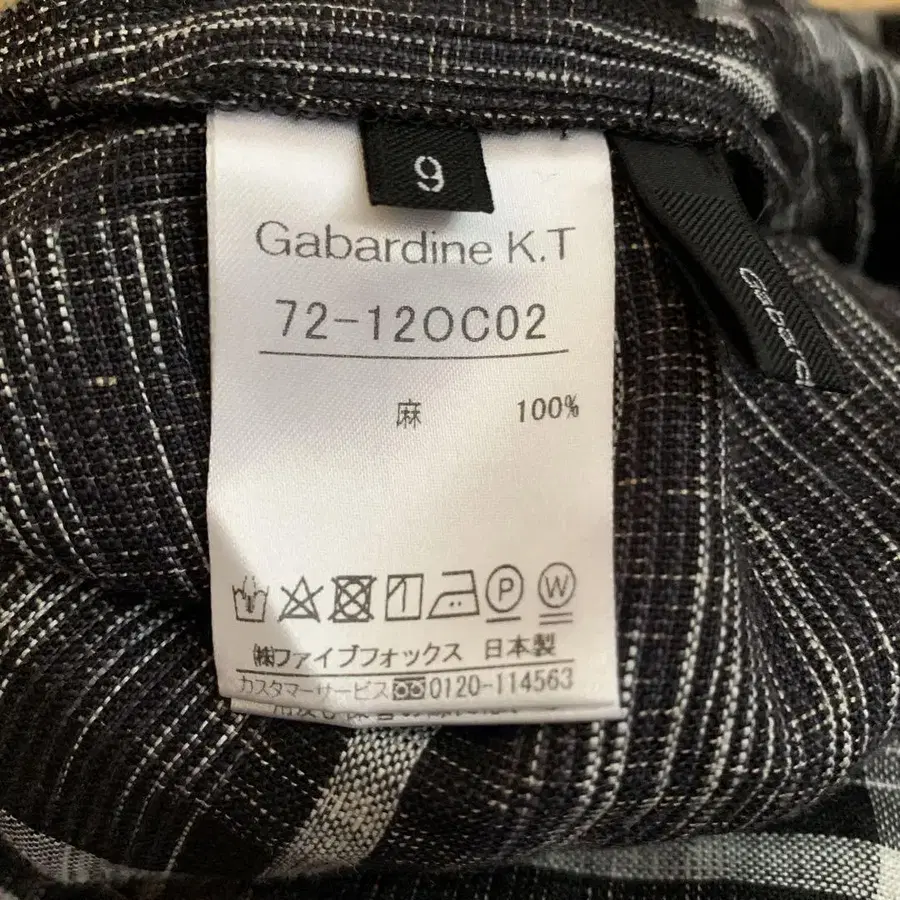 9
Gabardine K.T
72-12OC02
麻 100%
P W
㈱ファイブフォックス 日本製
カスタマーサービス 0120-114563